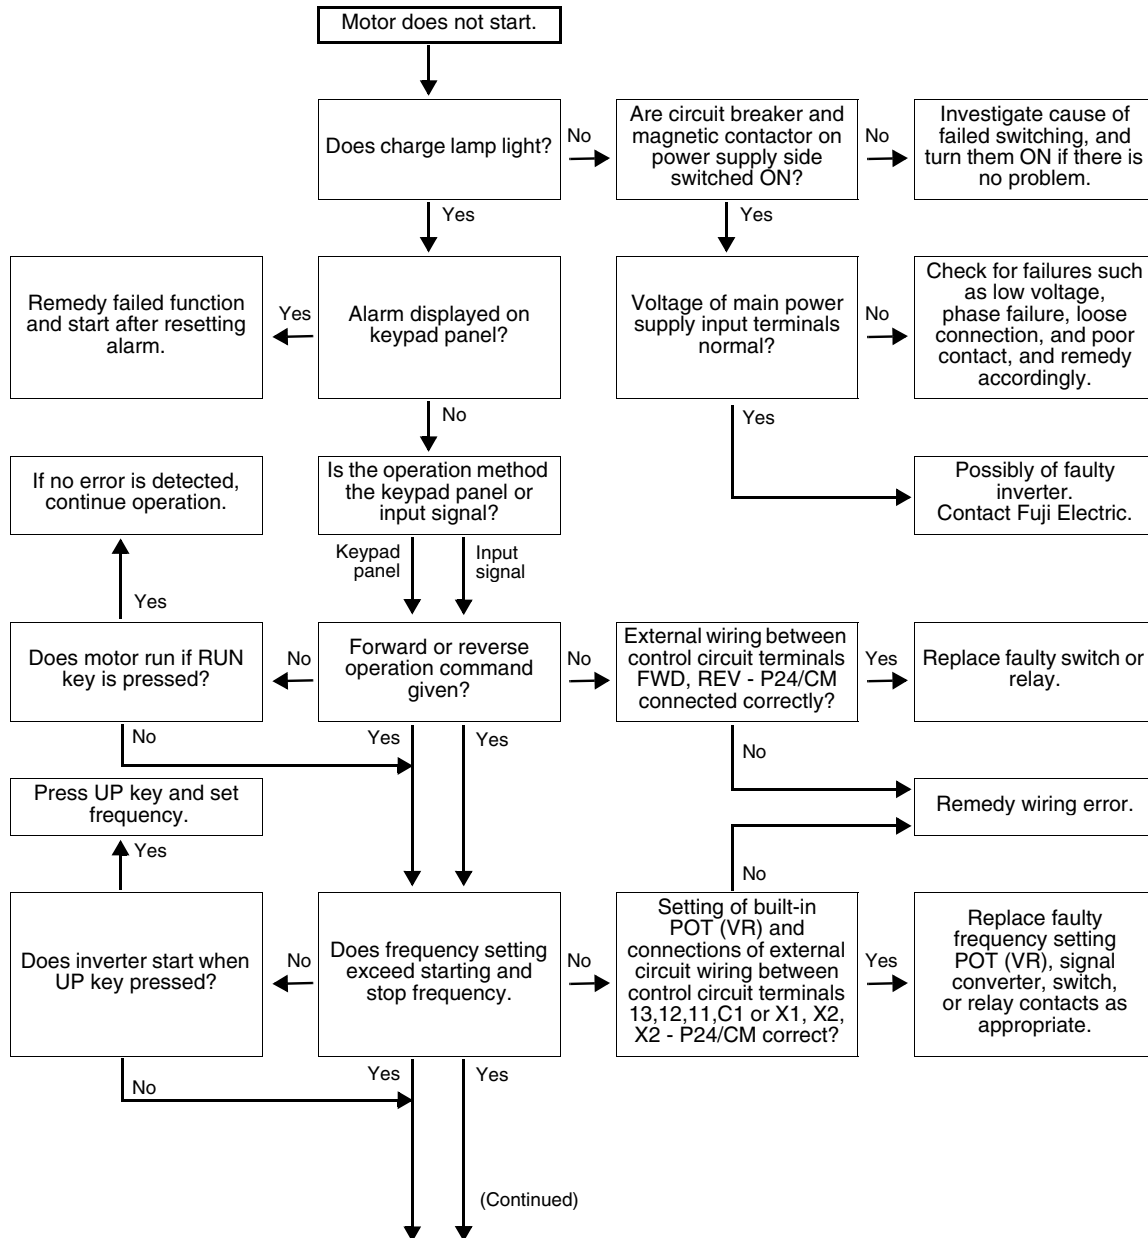 Motor does not start.
Does charge lamp light?
No
Are circuit breaker and
magnetic contactor on
power supply side
switched ON?
No
Investigate cause of
failed switching, and
turn them ON if there is
no problem.
Yes
Yes
Remedy failed function
and start after resetting
alarm.
Yes
Alarm displayed on
keypad panel?
Voltage of main power
supply input terminals
normal?
No
Check for failures such
as low voltage,
phase failure, loose
connection, and poor
contact, and remedy
accordingly.
No
Yes
If no error is detected,
continue operation.
Is the operation method
the keypad panel or
input signal?
Possibly of faulty
inverter.
Contact Fuji Electric.
Keypad
panel
Input
signal
Yes
Does motor run if RUN
key is pressed?
No
Forward or reverse
operation command
given?
No
External wiring between
control circuit terminals
FWD, REV - P24/CM
connected correctly?
Yes
Replace faulty switch or
relay.
No
Yes
Yes
No
Press UP key and set
frequency.
Remedy wiring error.
Yes
No
Does inverter start when
UP key pressed?
No
Does frequency setting
exceed starting and
stop frequency.
No
Setting of built-in
POT (VR) and
connections of external
circuit wiring between
control circuit terminals
13,12,11,C1 or X1, X2,
X2 - P24/CM correct?
Yes
Replace faulty
frequency setting
POT (VR), signal
converter, switch,
or relay contacts as
appropriate.
No
Yes
Yes
(Continued)